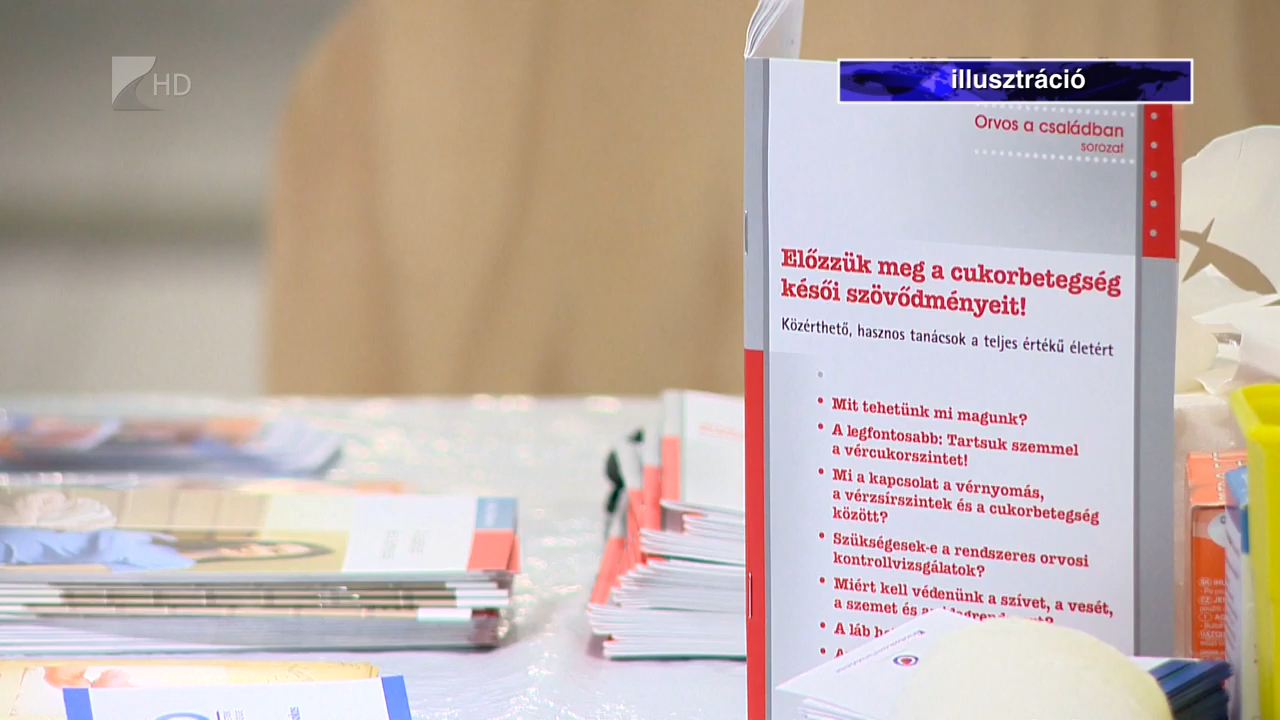 HD
illusztráció
Orvos a családban
sorozat
Előzzük meg a cukorbetegség
késői szövődményeit!
Közérthető, hasznos tanácsok a teljes értékű életért
• Mit tehetünk mi magunk?
• A legfontosabb: Tartsuk szemmel
a vércukorszintet!
• Mi a kapcsolat a vérnyomás,
a vérzsírszintek és a cukorbetegség
között?
• Szükségesek-e a rendszeres orvosi
kontrollvizsgálatok?
• Miért kell védenünk a szívet, a vesét,
a szemet és
• A láb